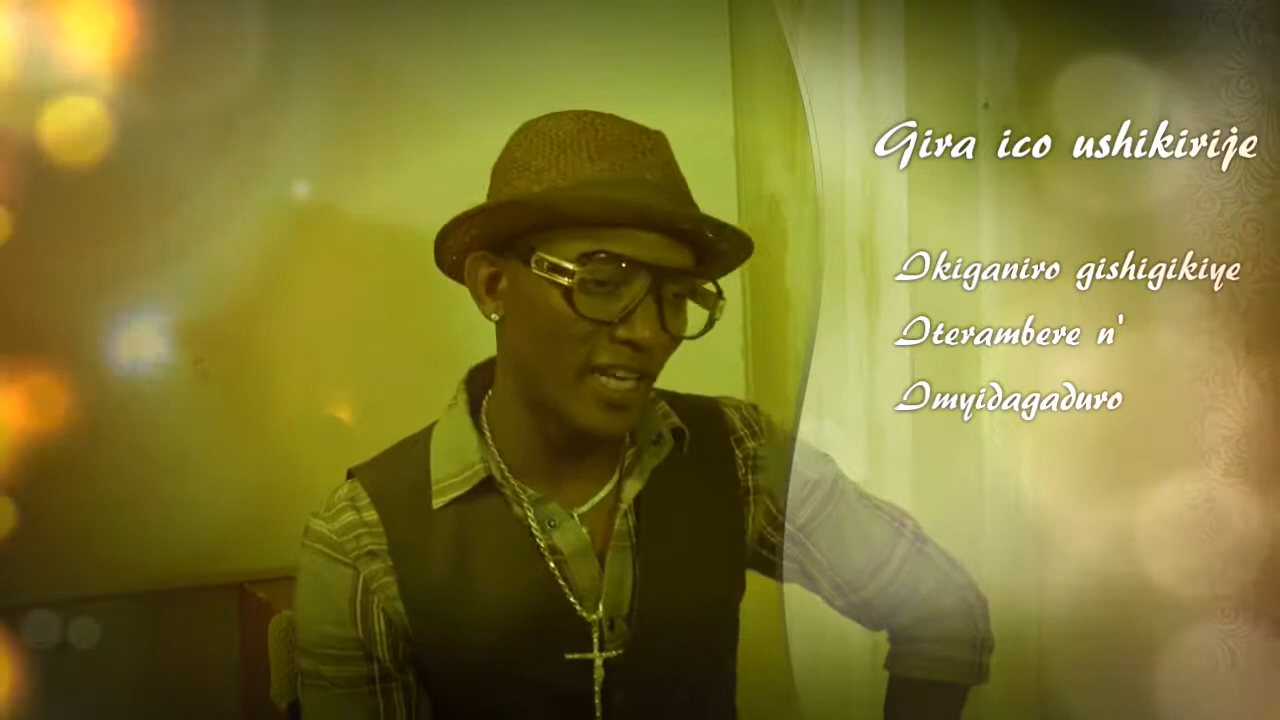 Gira ico ushikirije
Ikiganiro gishigikiye
Iterambere n'
Imyidagaduro